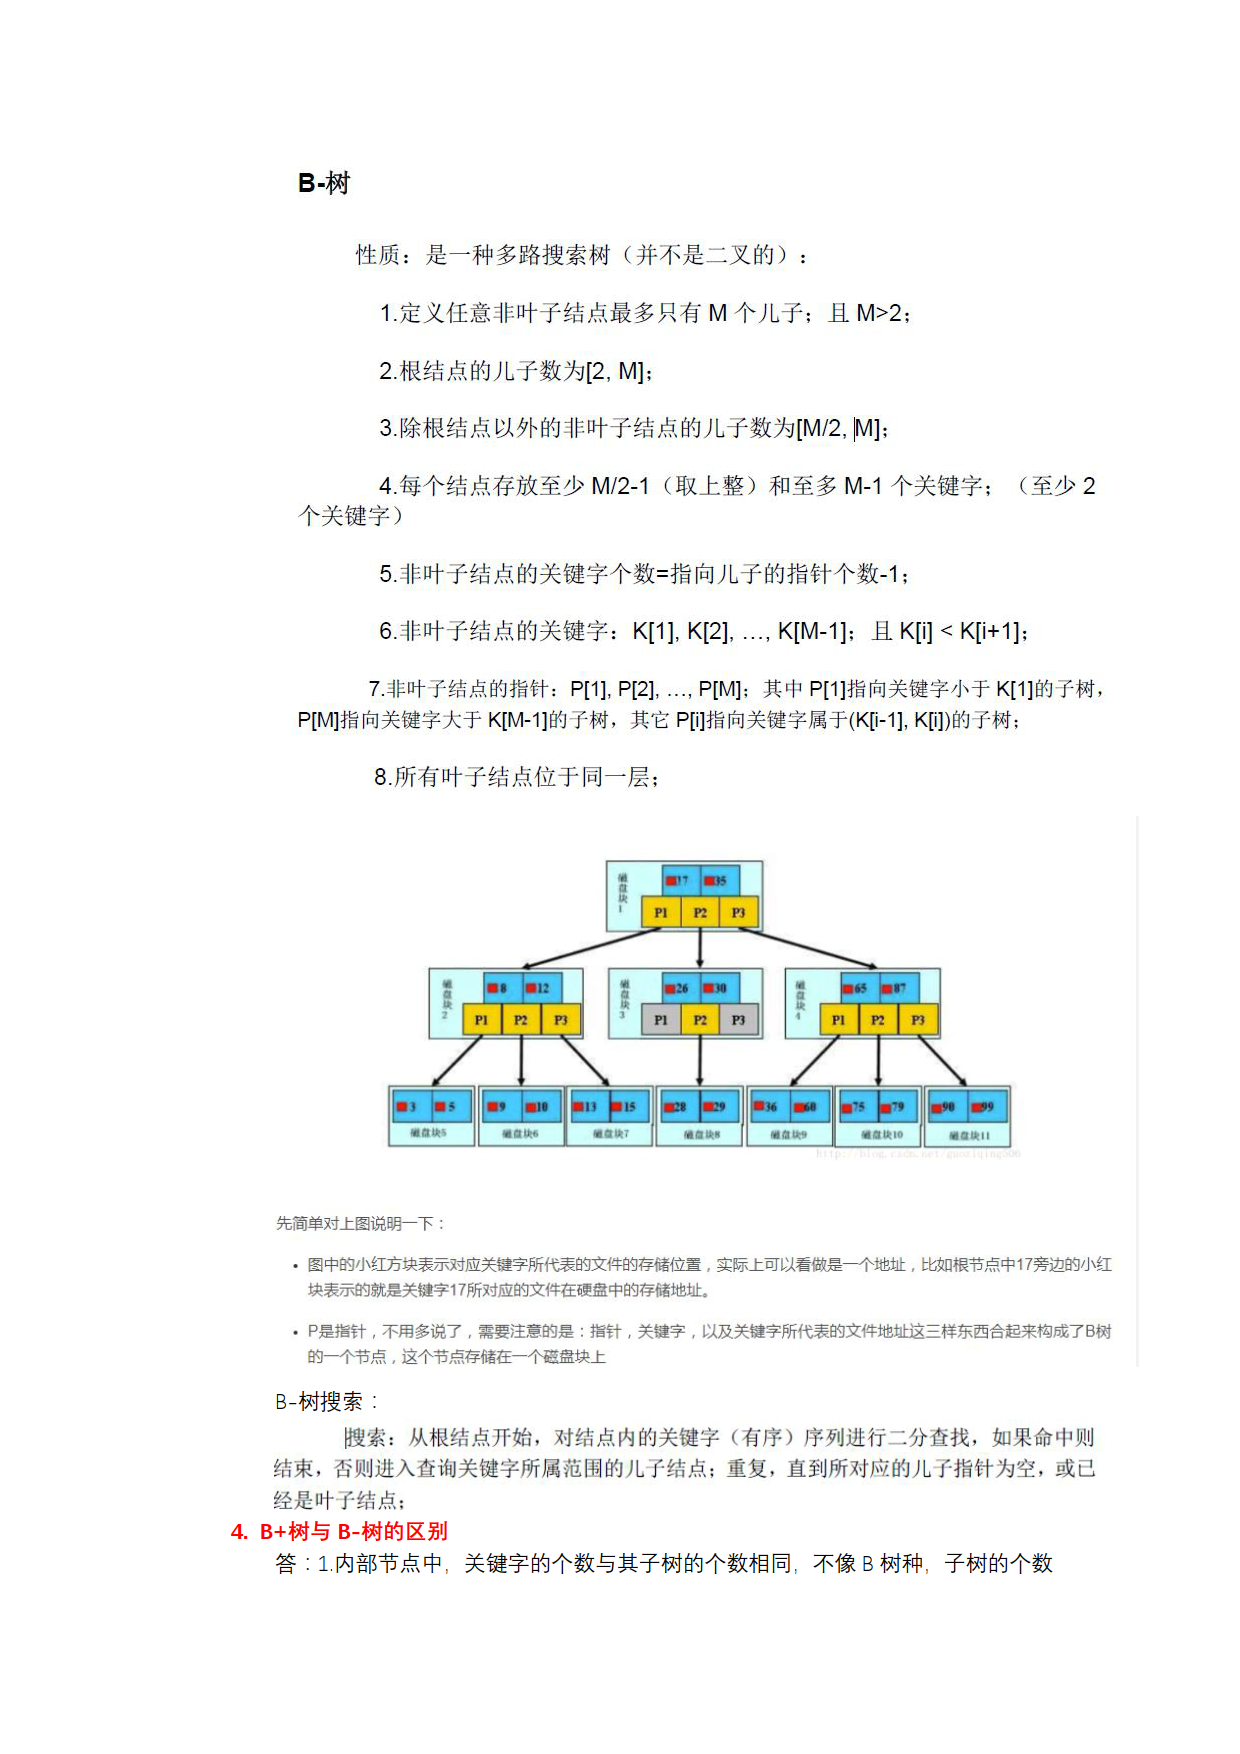 B-树
性质：是一种多路搜索树（并不是二叉的）：
1.定义任意非叶子结点最多只有 M 个儿子；且 M>2；
2.根结点的儿子数为[2, M]；
3.除根结点以外的非叶子结点的儿子数为[M/2, M]；
4.每个结点存放至少 M/2-1（取上整）和至多 M-1 个关键字；（至少 2
个关键字）
5.非叶子结点的关键字个数=指向儿子的指针个数-1；
6.非叶子结点的关键字：K[1], K[2], …, K[M-1]；且 K[i] < K[i+1]；
7.非叶子结点的指针：P[1], P[2], …, P[M]；其中 P[1]指向关键字小于 K[1]的子树，
P[M]指向关键字大于 K[M-1]的子树，其它 P[i]指向关键字属于(K[i-1], K[i])的子树；
8.所有叶子结点位于同一层；
磁盘块1
17 35
P1 P2 P3
磁盘块2
8 12
P1 P2 P3
磁盘块3
26 30
P1 P2 P3
磁盘块4
65 87
P1 P2 P3
3 5
磁盘块5
9 10
磁盘块6
13 15
磁盘块7
28 29
磁盘块8
36 60
磁盘块9
75 79
磁盘块10
90 99
磁盘块11
先简单对上图说明一下：
• 图中的小红方块表示对应关键字所代表的文件的存储位置，实际上可以看做是一个地址，比如根节点中17旁边的小红
块表示的就是关键字17所对应的文件在硬盘中的存储地址。
• P是指针，不用多说了，需要注意的是：指针，关键字，以及关键字所代表的文件地址这三样东西合起来构成了B树
的一个节点，这个节点存储在一个磁盘块上
B-树搜索：
搜索：从根结点开始，对结点内的关键字（有序）序列进行二分查找，如果命中则
结束，否则进入查询关键字所属范围的儿子结点；重复，直到所对应的儿子指针为空，或已
经是叶子结点；
4. B+树与 B-树的区别
答：1.内部节点中，关键字的个数与其子树的个数相同，不像 B 树种，子树的个数